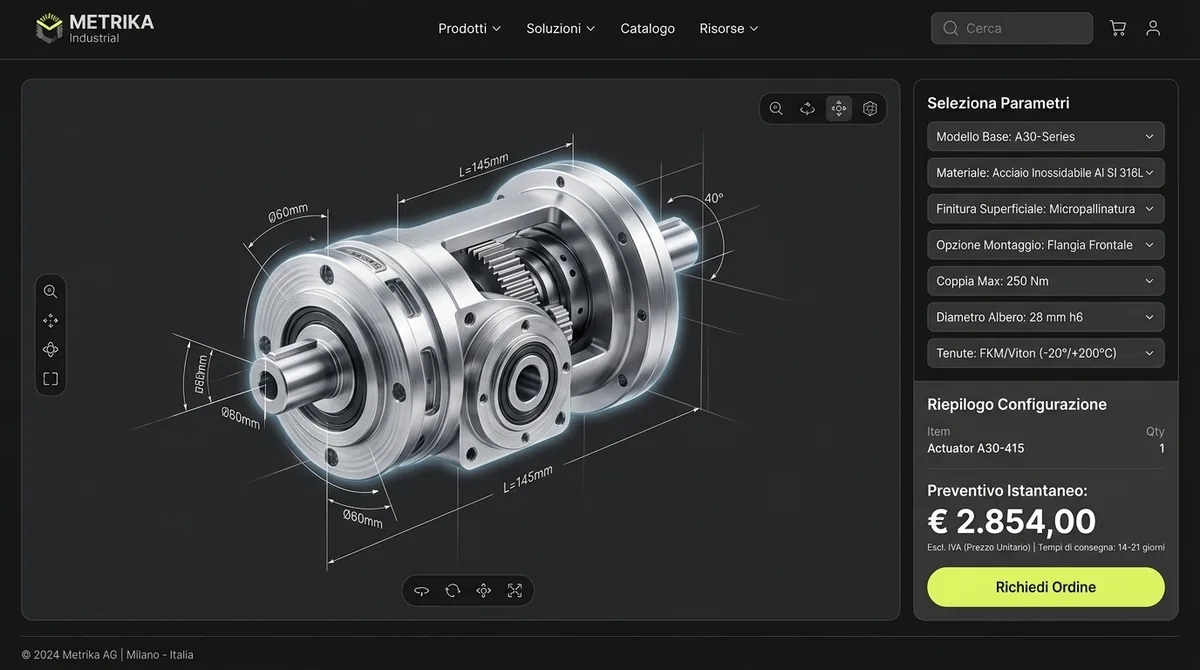 METRIKA
Industrial
Prodotti
Soluzioni
Catalogo
Risorse
Cerca
L=145mm
Ø60mm
40°
Ø60mm
L=145mm
Ø60mm
Seleziona Parametri
Modello Base: A30-Series
Materiale: Acciaio Inossidabile AI SI 316L
Finitura Superficiale: Micropallinatura
Opzione Montaggio: Flangia Frontale
Coppia Max: 250 Nm
Diametro Albero: 28 mm h6
Tenute: FKM/Viton (-20°/+200°C)
Riepilogo Configurazione
Item Qty
Actuator A30-415 1
Preventivo Istantaneo:
€ 2.854,00
Escl. IVA (Prezzo Unitario) | Tempi di consegna: 14-21 giorni
Richiedi Ordine
© 2024 Metrika AG | Milano - Italia